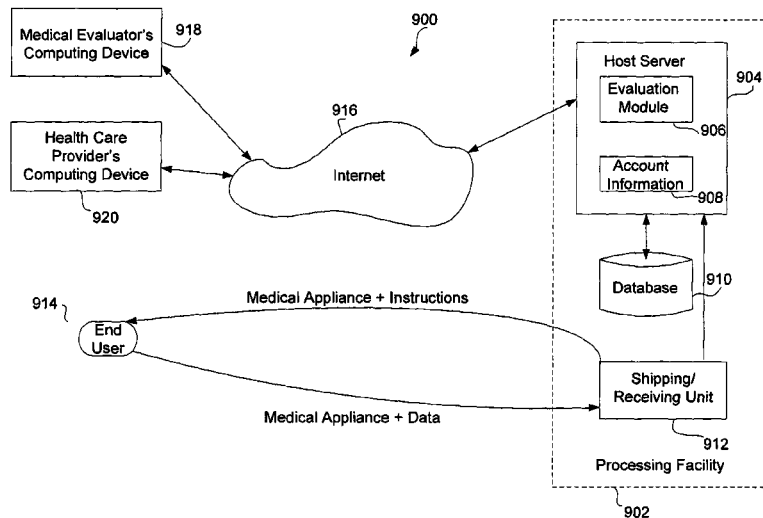 900
Medical Evaluator's
Computing Device
918
Health Care
Provider's
Computing Device
920
916
Internet
Host Server
904
Evaluation
Module
906
Account
Information
908
Database
910
914
End
User
Medical Appliance + Instructions
Medical Appliance + Data
Shipping/
Receiving Unit
912
Processing Facility
902